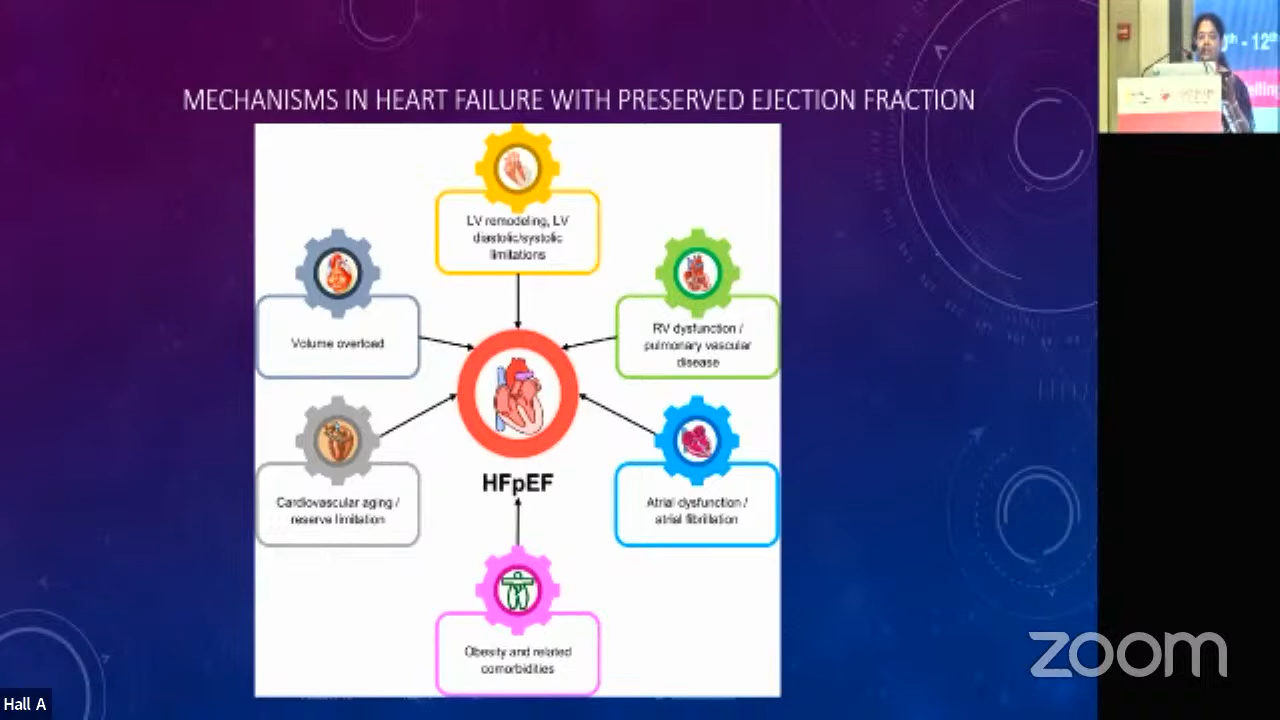 MECHANISMS IN HEART FAILURE WITH PRESERVED EJECTION FRACTION
LV remodeling, LV
diastolic/systolic
limitations
Volume overload
RV dysfunction /
pulmonary vascular
disease
Cardiovascular aging /
reserve limitation
HFpEF
Atrial dysfunction /
atrial fibrillation
Obesity and related
comorbidities
- 12th
zoom
Hall A